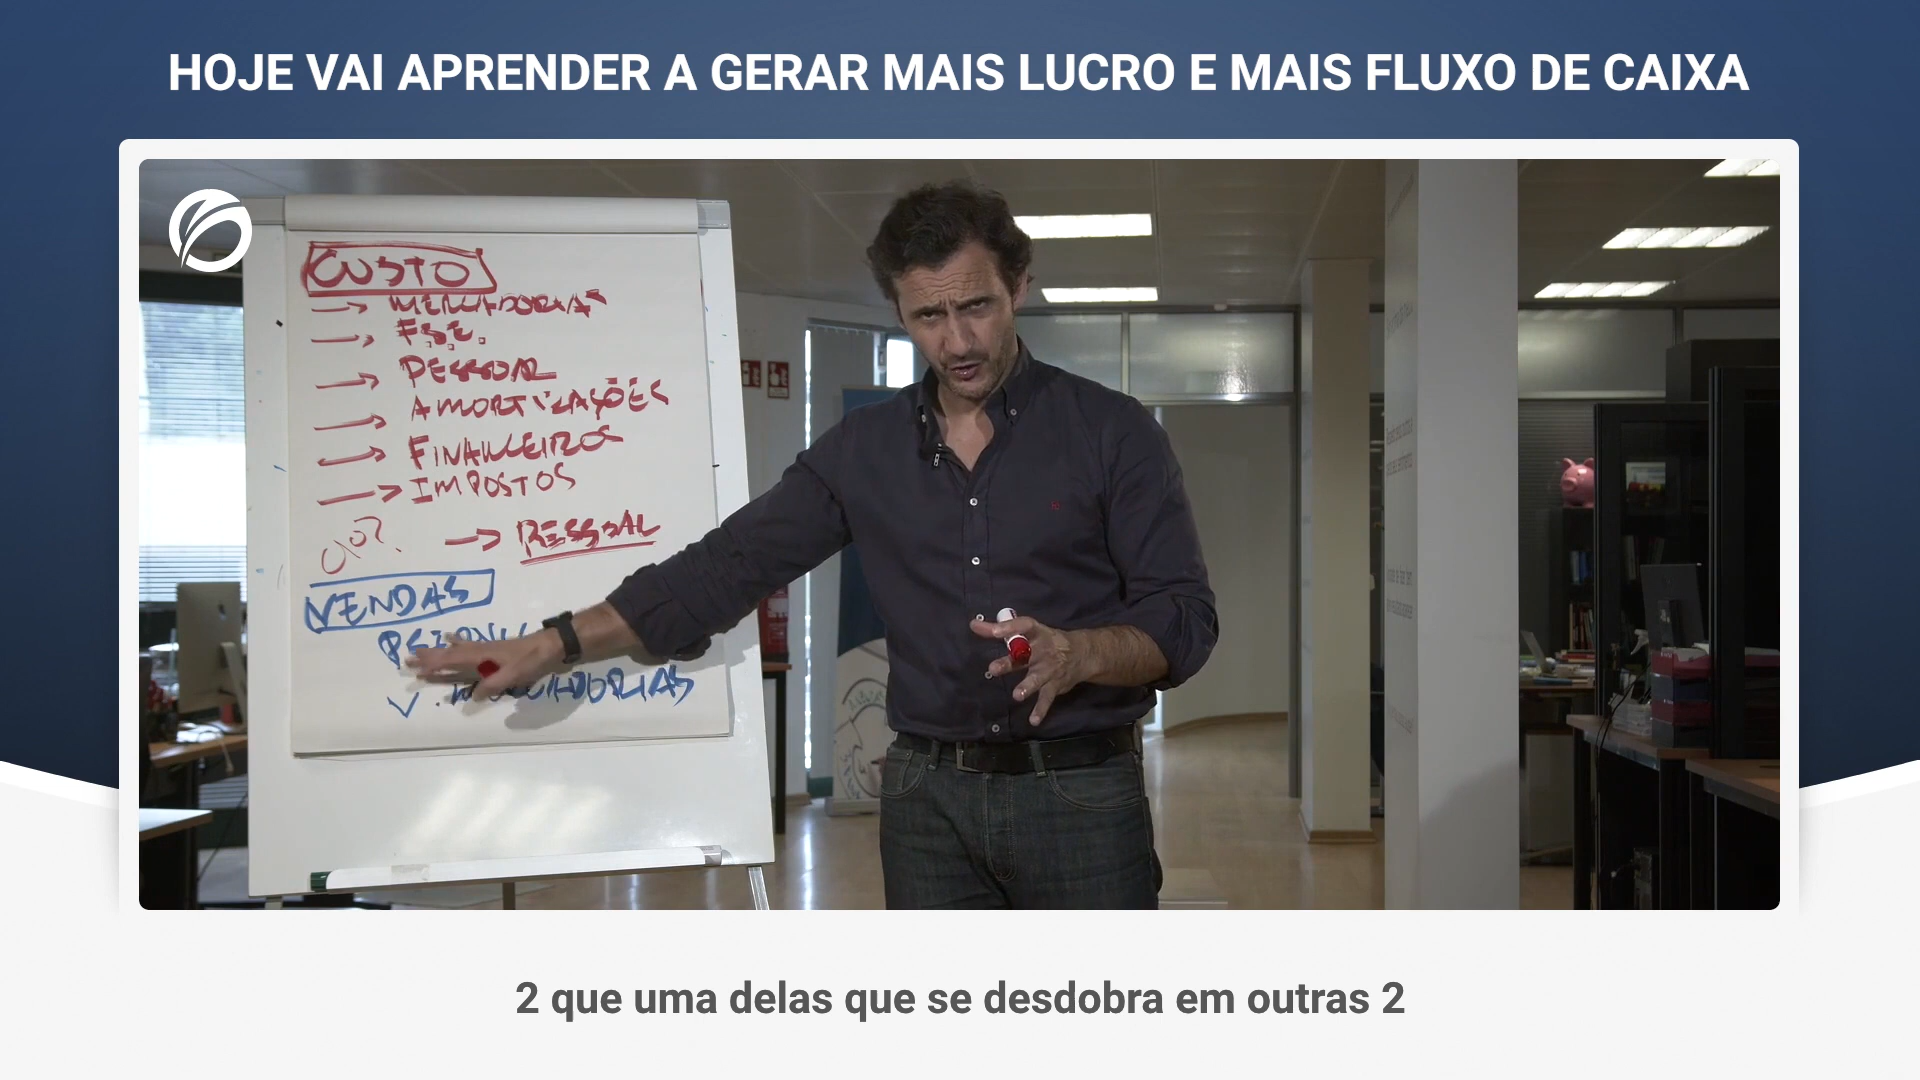 HOJE VAI APRENDER A GERAR MAIS LUCRO E MAIS FLUXO DE CAIXA
CUSTO
→ MERCADORIAS
→ F.S.E.
→ PESSOAL
→ AMORTIZAÇÕES
→ FINANCEIROS
→ IMPOSTOS
→ PESSOAL
VENDAS
V. MERCADORIAS
2 que uma delas que se desdobra em outras 2